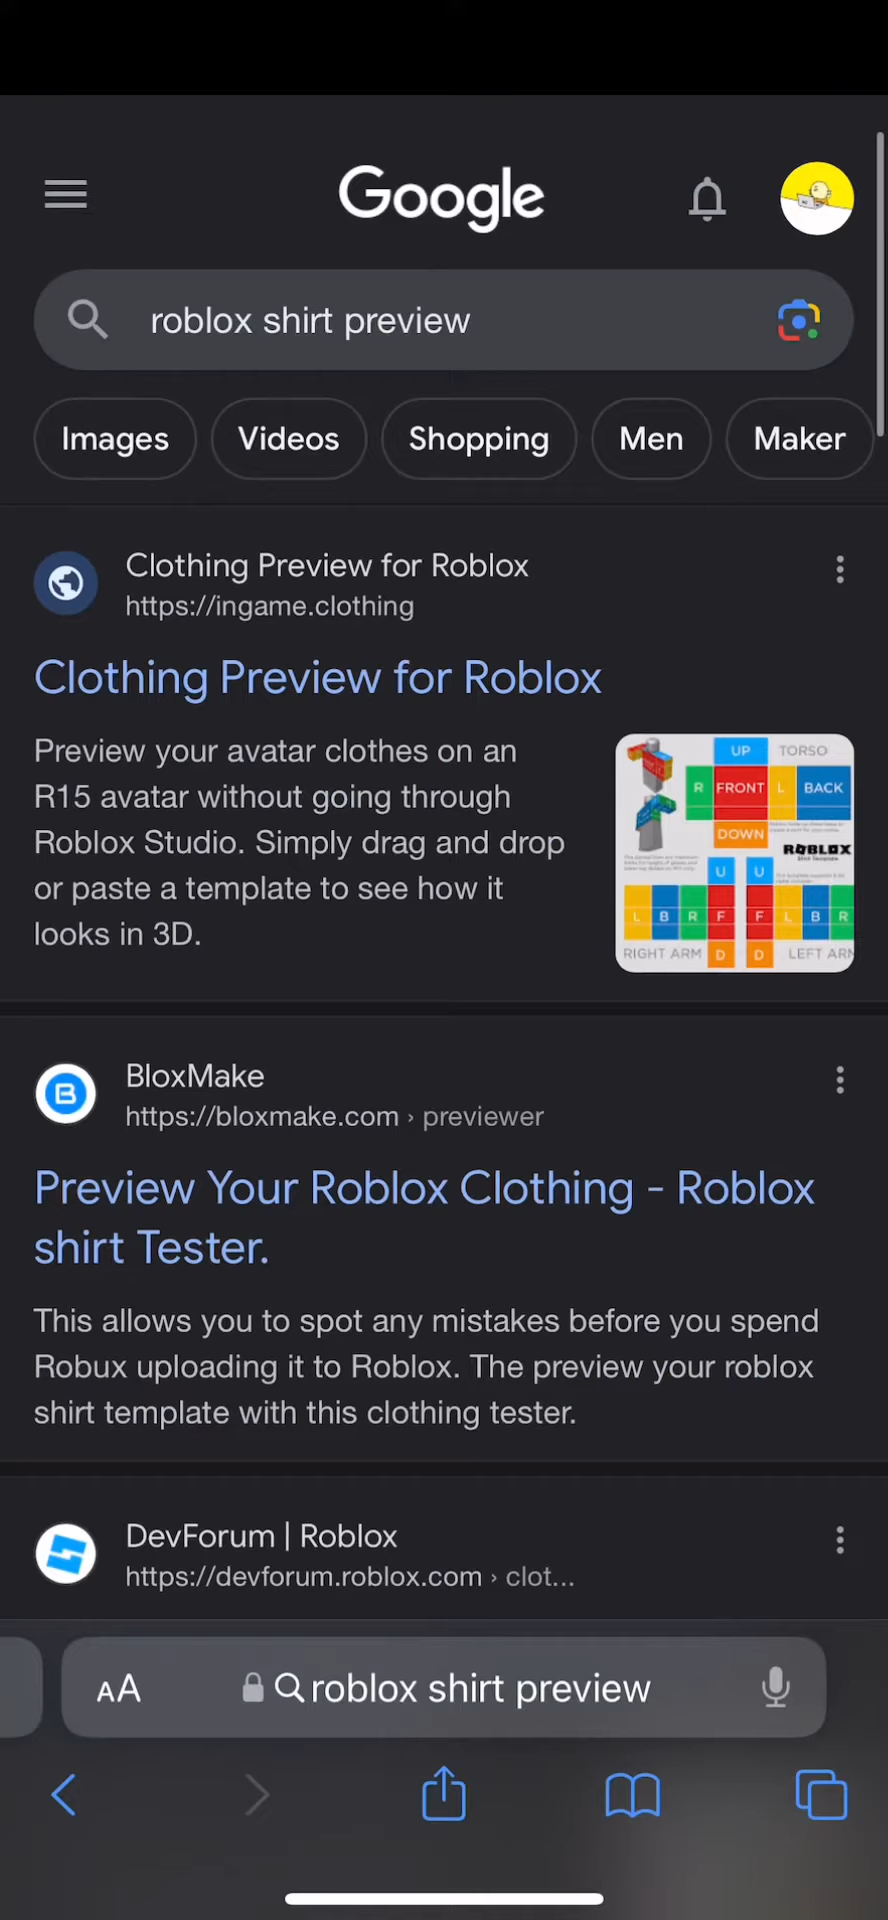 Google
roblox shirt preview
Images Videos Shopping Men Maker
Clothing Preview for Roblox
https://ingame.clothing
Clothing Preview for Roblox
Preview your avatar clothes on an
R15 avatar without going through
Roblox Studio. Simply drag and drop
or paste a template to see how it
looks in 3D.
UP TORSO
R FRONT L BACK
DOWN
ROBLOX
Shirt Template
U U
L B R F F L B R
RIGHT ARM D D LEFT ARM
BloxMake
https://bloxmake.com › previewer
Preview Your Roblox Clothing - Roblox
shirt Tester.
This allows you to spot any mistakes before you spend
Robux uploading it to Roblox. The preview your roblox
shirt template with this clothing tester.
DevForum | Roblox
https://devforum.roblox.com › clot...
AA roblox shirt preview